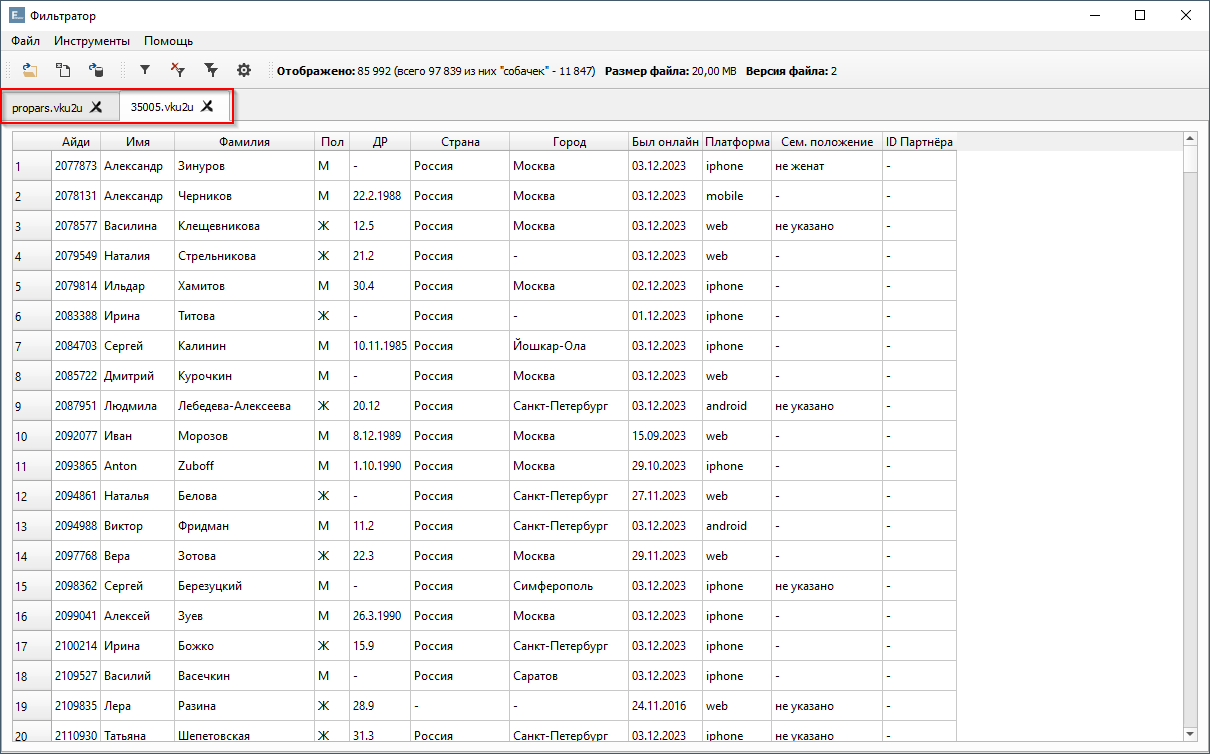 Фильтратор
Файл Инструменты Помощь
Отображено: 85 992 (всего 97 839 из них "собачек" - 11 847) Размер файла: 20,00 MB Версия файла: 2
propars.vku2u 35005.vku2u
Айди Имя Фамилия Пол ДР Страна Город Был онлайн Платформа Сем. положение ID Партнёра
1 2077873 Александр Зинуров М - Россия Москва 03.12.2023 iphone не женат -
2 2078131 Александр Черников М 22.2.1988 Россия Москва 03.12.2023 mobile - -
3 2078577 Василина Клещевникова Ж 12.5 Россия Москва 03.12.2023 web не указано -
4 2079549 Наталия Стрельникова Ж 21.2 Россия - 03.12.2023 web - -
5 2079814 Ильдар Хамитов М 30.4 Россия Москва 02.12.2023 iphone - -
6 2083388 Ирина Титова Ж - Россия - 01.12.2023 iphone - -
7 2084703 Сергей Калинин М 10.11.1985 Россия Йошкар-Ола 03.12.2023 iphone - -
8 2085722 Дмитрий Курочкин М - Россия Москва 03.12.2023 web - -
9 2087951 Людмила Лебедева-Алексеева Ж 20.12 Россия Санкт-Петербург 03.12.2023 android не указано -
10 2092077 Иван Морозов М 8.12.1989 Россия Москва 15.09.2023 web - -
11 2093865 Anton Zuboff М 1.10.1990 Россия Москва 29.10.2023 iphone - -
12 2094861 Наталья Белова Ж - Россия Санкт-Петербург 27.11.2023 web - -
13 2094988 Виктор Фридман М 11.2 Россия Санкт-Петербург 03.12.2023 android - -
14 2097768 Вера Зотова Ж 22.3 Россия Москва 29.11.2023 web - -
15 2098362 Сергей Березуцкий М - Россия Симферополь 03.12.2023 iphone не указано -
16 2099041 Алексей Зуев М 26.3.1990 Россия Москва 03.12.2023 iphone - -
17 2100214 Ирина Божко Ж 15.9 Россия Санкт-Петербург 03.12.2023 iphone - -
18 2109527 Василий Васечкин М - Россия Саратов 03.12.2023 iphone - -
19 2109835 Лера Разина Ж 28.9 - - 24.11.2016 web не указано -
20 2110930 Татьяна Шепетовская Ж 31.3 Россия Санкт-Петербург 03.12.2023 iphone - -